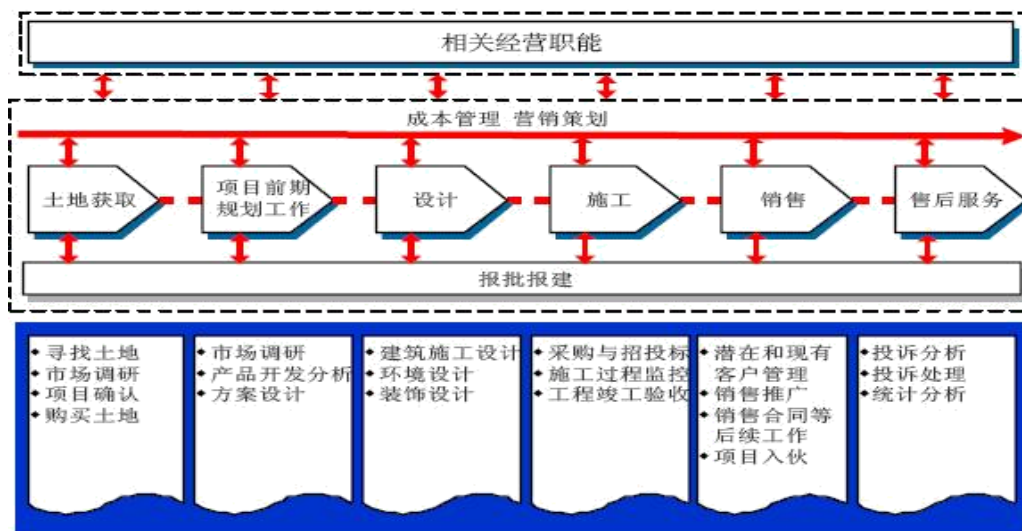 相关经营职能
成本管理 营销策划
土地获取
项目前期
规划工作
设计
施工
销售
售后服务
报批报建
寻找土地
市场调研
项目确认
购买土地
市场调研
产品开发分析
方案设计
建筑施工设计
环境设计
装饰设计
采购与招投标
施工过程监控
工程竣工验收
潜在和现有
客户管理
销售推广
销售合同等
后续工作
项目入伙
投诉分析
投诉处理
统计分析